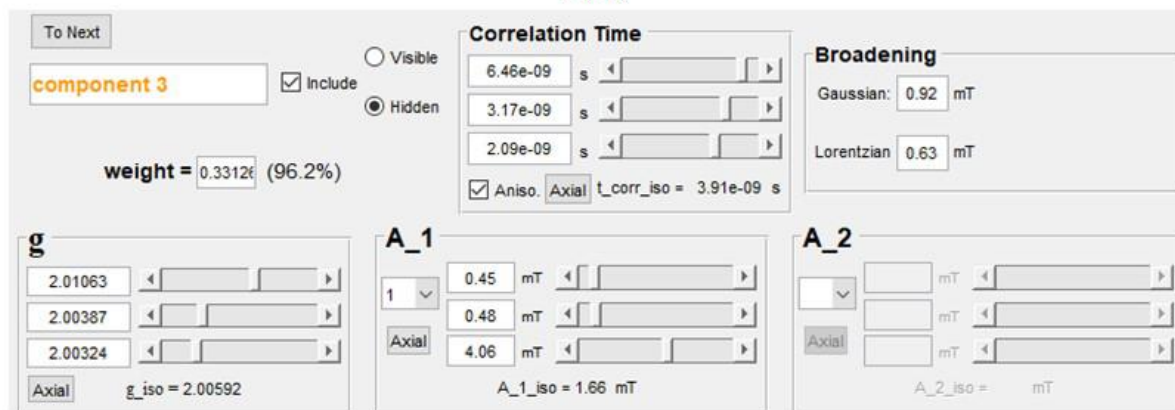 To Next
component 3
Include
Visible
Hidden
weight = 0.33126 (96.2%)
Correlation Time
6.46e-09 s
3.17e-09 s
2.09e-09 s
Aniso. Axial t_corr_iso = 3.91e-09 s
Broadening
Gaussian: 0.92 mT
Lorentzian 0.63 mT
g
2.01063
2.00387
2.00324
Axial g_iso = 2.00592
A_1
1
0.45 mT
0.48 mT
4.06 mT
Axial
A_1_iso = 1.66 mT
A_2
mT
mT
mT
Axial
A_2_iso = mT